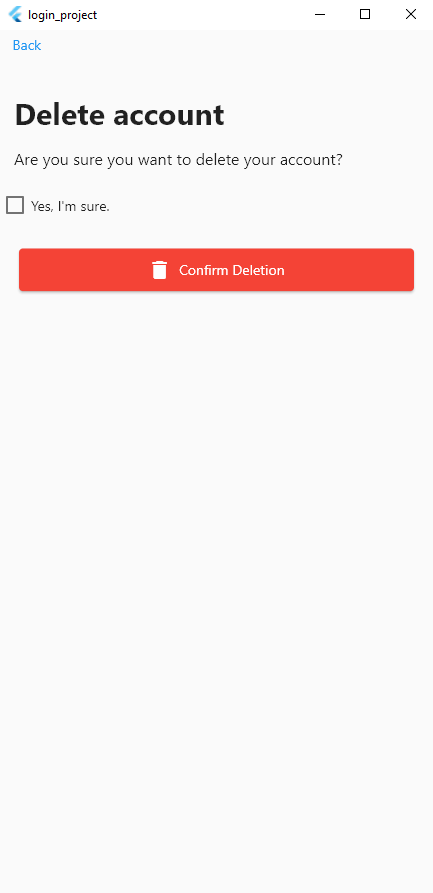 login_project
Back
Delete account
Are you sure you want to delete your account?
Yes, I'm sure.
Confirm Deletion